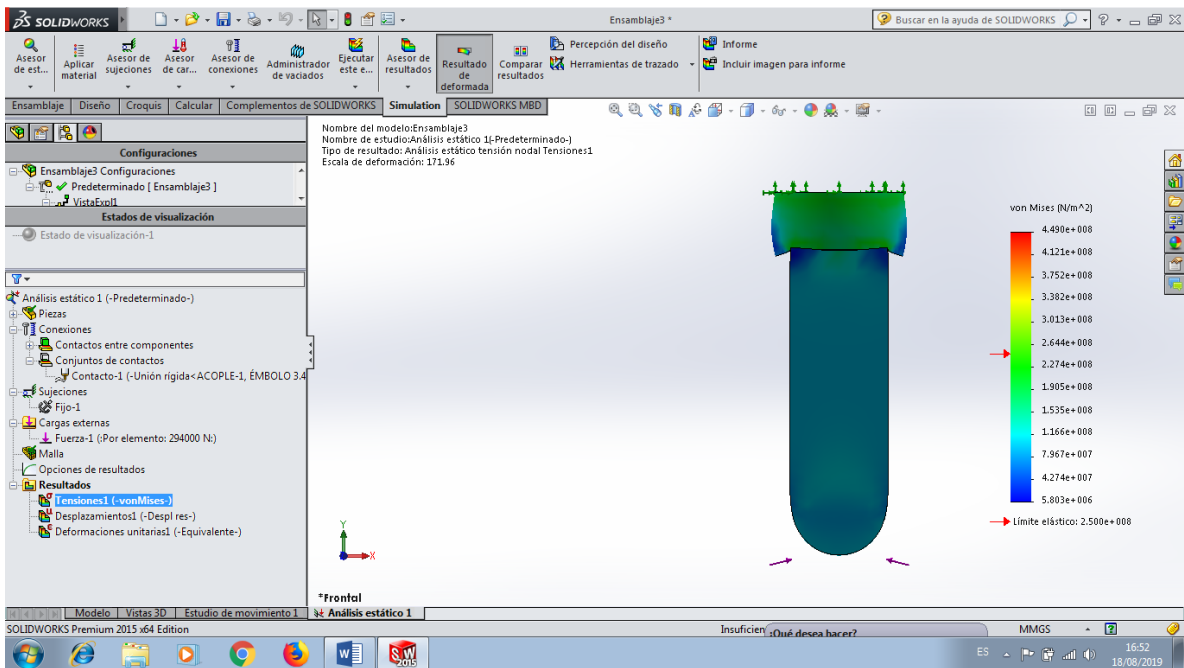 SOLIDWORKS
Ensamblaje3 *
Buscar en la ayuda de SOLIDWORKS
Asesor de est...
Aplicar material
Asesor de sujeciones
Asesor de car...
Asesor de conexiones
Administrador de vaciados
Ejecutar este e...
Asesor de resultados
Resultado de deformada
Comparar resultados
Percepción del diseño
Herramientas de trazado
Informe
Incluir imagen para informe
Ensamblaje Diseño Croquis Calcular Complementos de SOLIDWORKS Simulation SOLIDWORKS MBD
Configuraciones
Ensamblaje3 Configuraciones
Predeterminado [ Ensamblaje3 ]
VistaExpl1
Estados de visualización
Estado de visualización-1
Análisis estático 1 (-Predeterminado-)
Piezas
Conexiones
Contactos entre componentes
Conjuntos de contactos
Contacto-1 (-Unión rígida<ACOPLE-1, ÉMBOLO 3.4
Sujeciones
Fijo-1
Cargas externas
Fuerza-1 (:Por elemento: 294000 N:)
Malla
Opciones de resultados
Resultados
Tensiones1 (-vonMises-)
Desplazamientos1 (-Despl res-)
Deformaciones unitarias1 (-Equivalente-)
Nombre del modelo:Ensamblaje3
Nombre de estudio:Análisis estático 1(-Predeterminado-)
Tipo de resultado: Análisis estático tensión nodal Tensiones1
Escala de deformación: 171.96
von Mises (N/m^2)
4.490e+008
4.121e+008
3.752e+008
3.382e+008
3.013e+008
2.644e+008
2.274e+008
1.905e+008
1.535e+008
1.166e+008
7.967e+007
4.274e+007
5.803e+006
Límite elástico: 2.500e+008
Y
X
*Frontal
Modelo Vistas 3D Estudio de movimiento 1 Análisis estático 1
SOLIDWORKS Premium 2015 x64 Edition
Insuficien
¿Qué desea hacer?
MMGS
ES
16:52
18/08/2019